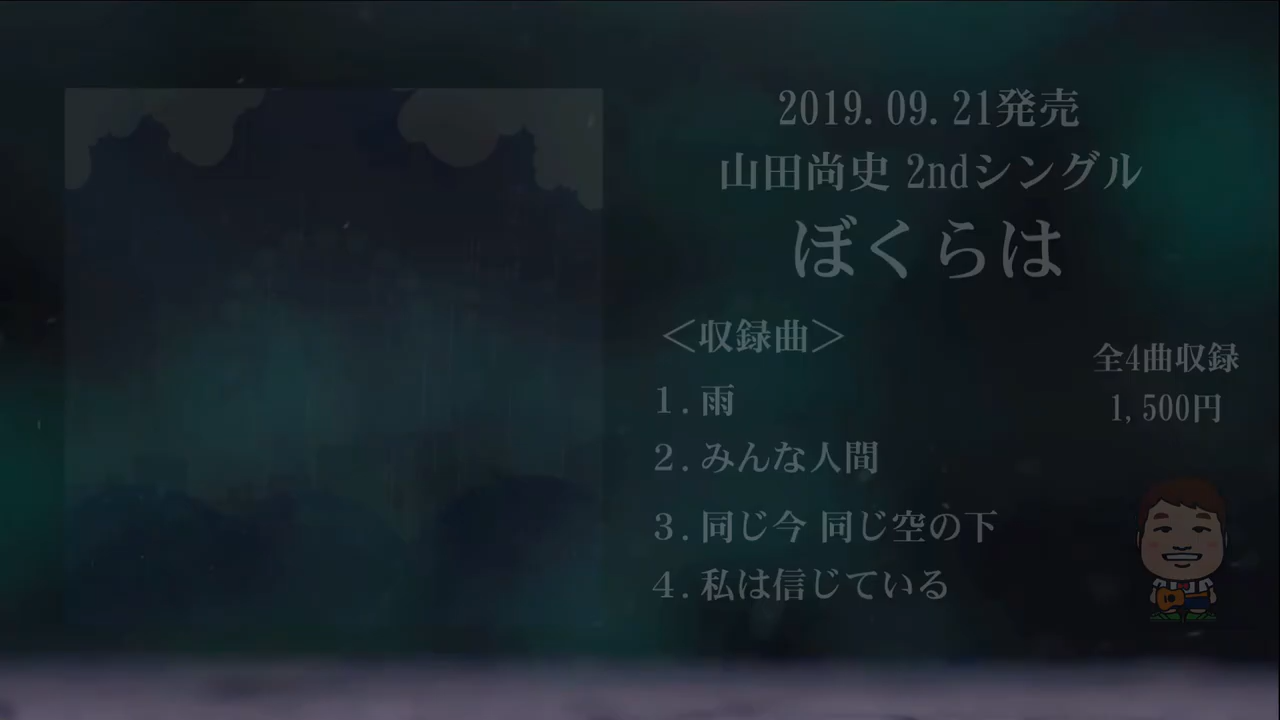 2019.09.21発売
山田尚史 2ndシングル
ぼくらは
＜収録曲＞
1.雨
2.みんな人間
3.同じ今 同じ空の下
4.私は信じている
全4曲収録
1,500円